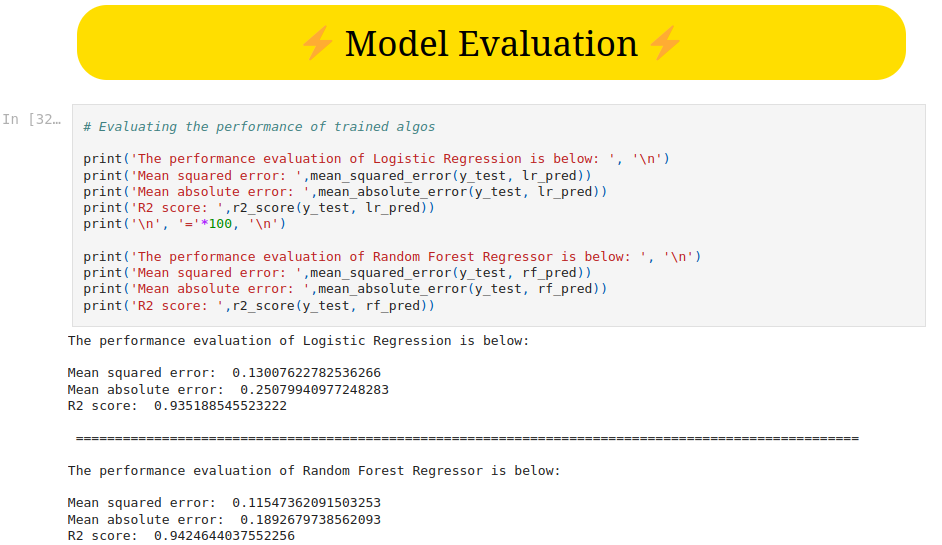 ⚡ Model Evaluation ⚡
In [32…
# Evaluating the performance of trained algos
print('The performance evaluation of Logistic Regression is below: ', '\n')
print('Mean squared error: ',mean_squared_error(y_test, lr_pred))
print('Mean absolute error: ',mean_absolute_error(y_test, lr_pred))
print('R2 score: ',r2_score(y_test, lr_pred))
print('\n', '='*100, '\n')
print('The performance evaluation of Random Forest Regressor is below: ', '\n')
print('Mean squared error: ',mean_squared_error(y_test, rf_pred))
print('Mean absolute error: ',mean_absolute_error(y_test, rf_pred))
print('R2 score: ',r2_score(y_test, rf_pred))
The performance evaluation of Logistic Regression is below:
Mean squared error:  0.13007622782536266
Mean absolute error:  0.25079940977248283
R2 score:  0.935188545523222
====================================================================================================
The performance evaluation of Random Forest Regressor is below:
Mean squared error:  0.11547362091503253
Mean absolute error:  0.1892679738562093
R2 score:  0.9424644037552256